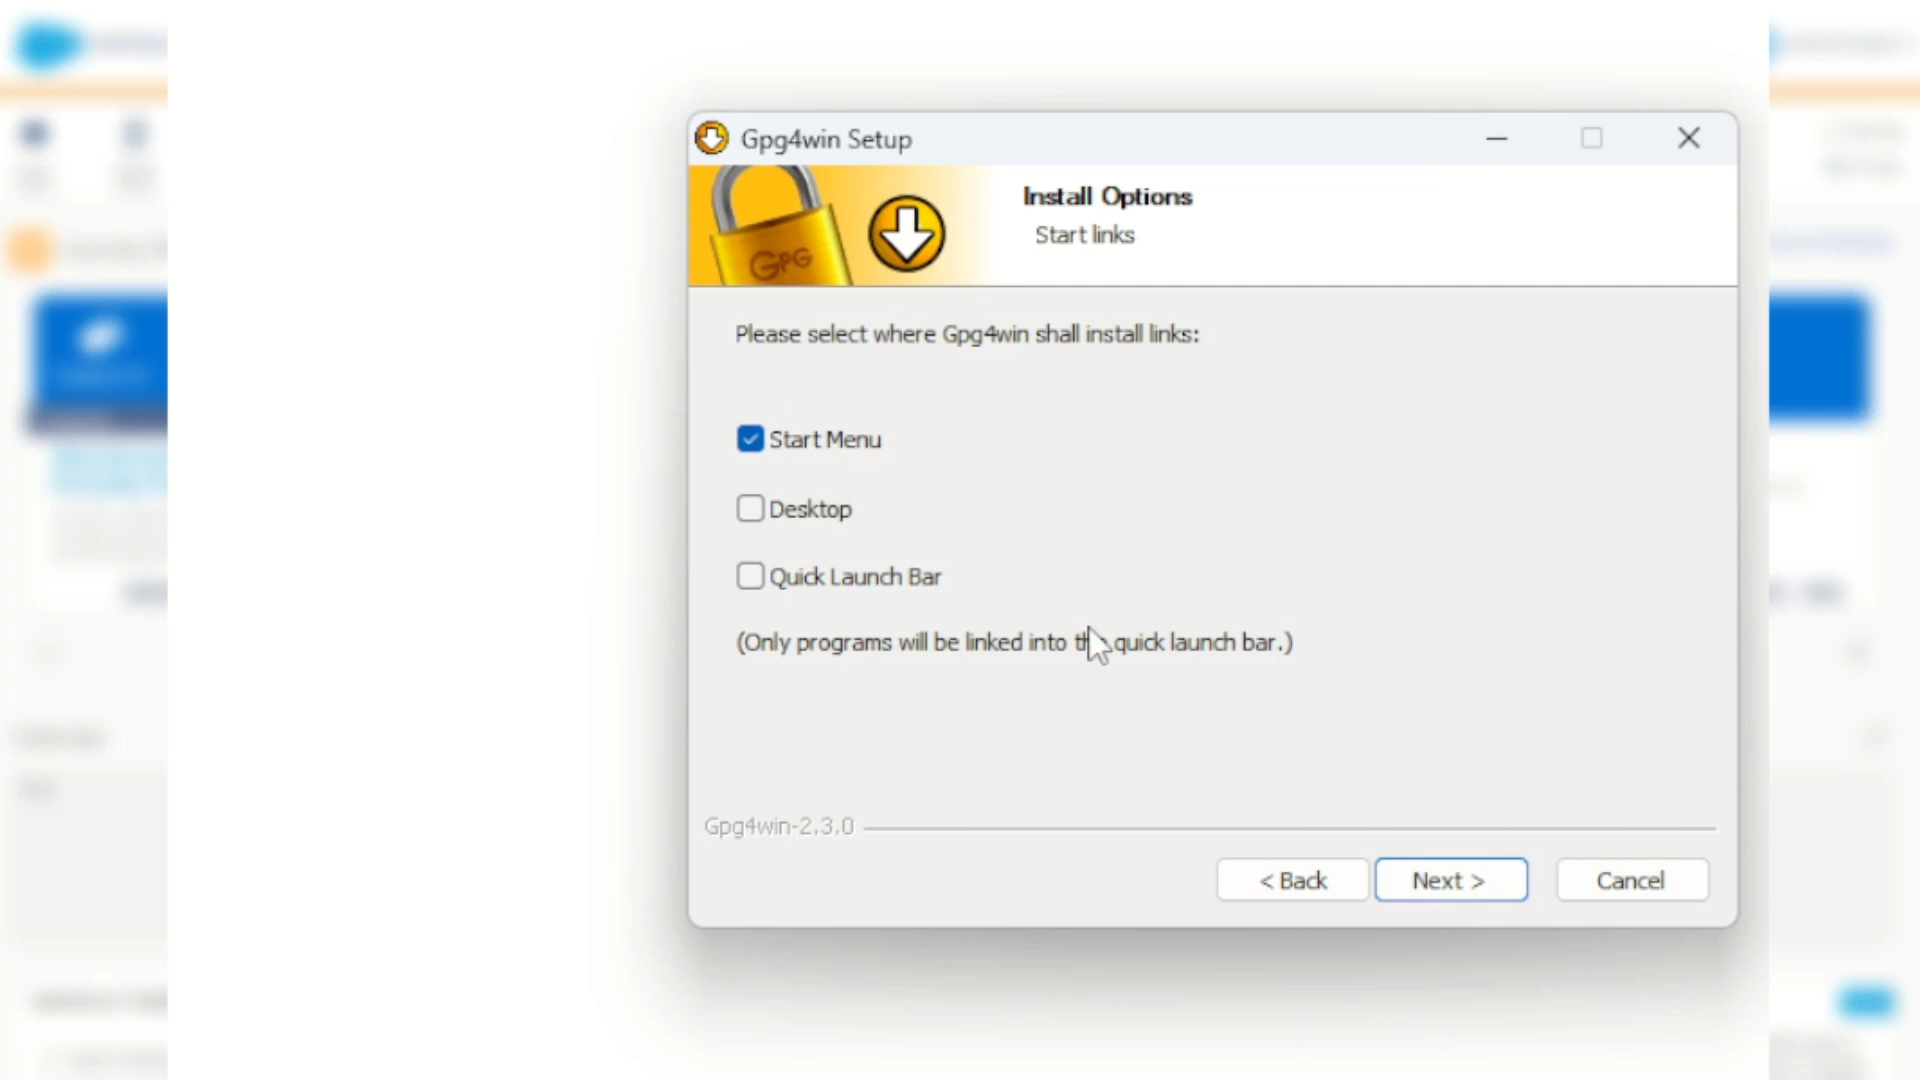 Gpg4win Setup
GPG
Install Options
Start links
Please select where Gpg4win shall install links:
Start Menu
Desktop
Quick Launch Bar
(Only programs will be linked into the quick launch bar.)
Gpg4win-2.3.0
< Back
Next >
Cancel